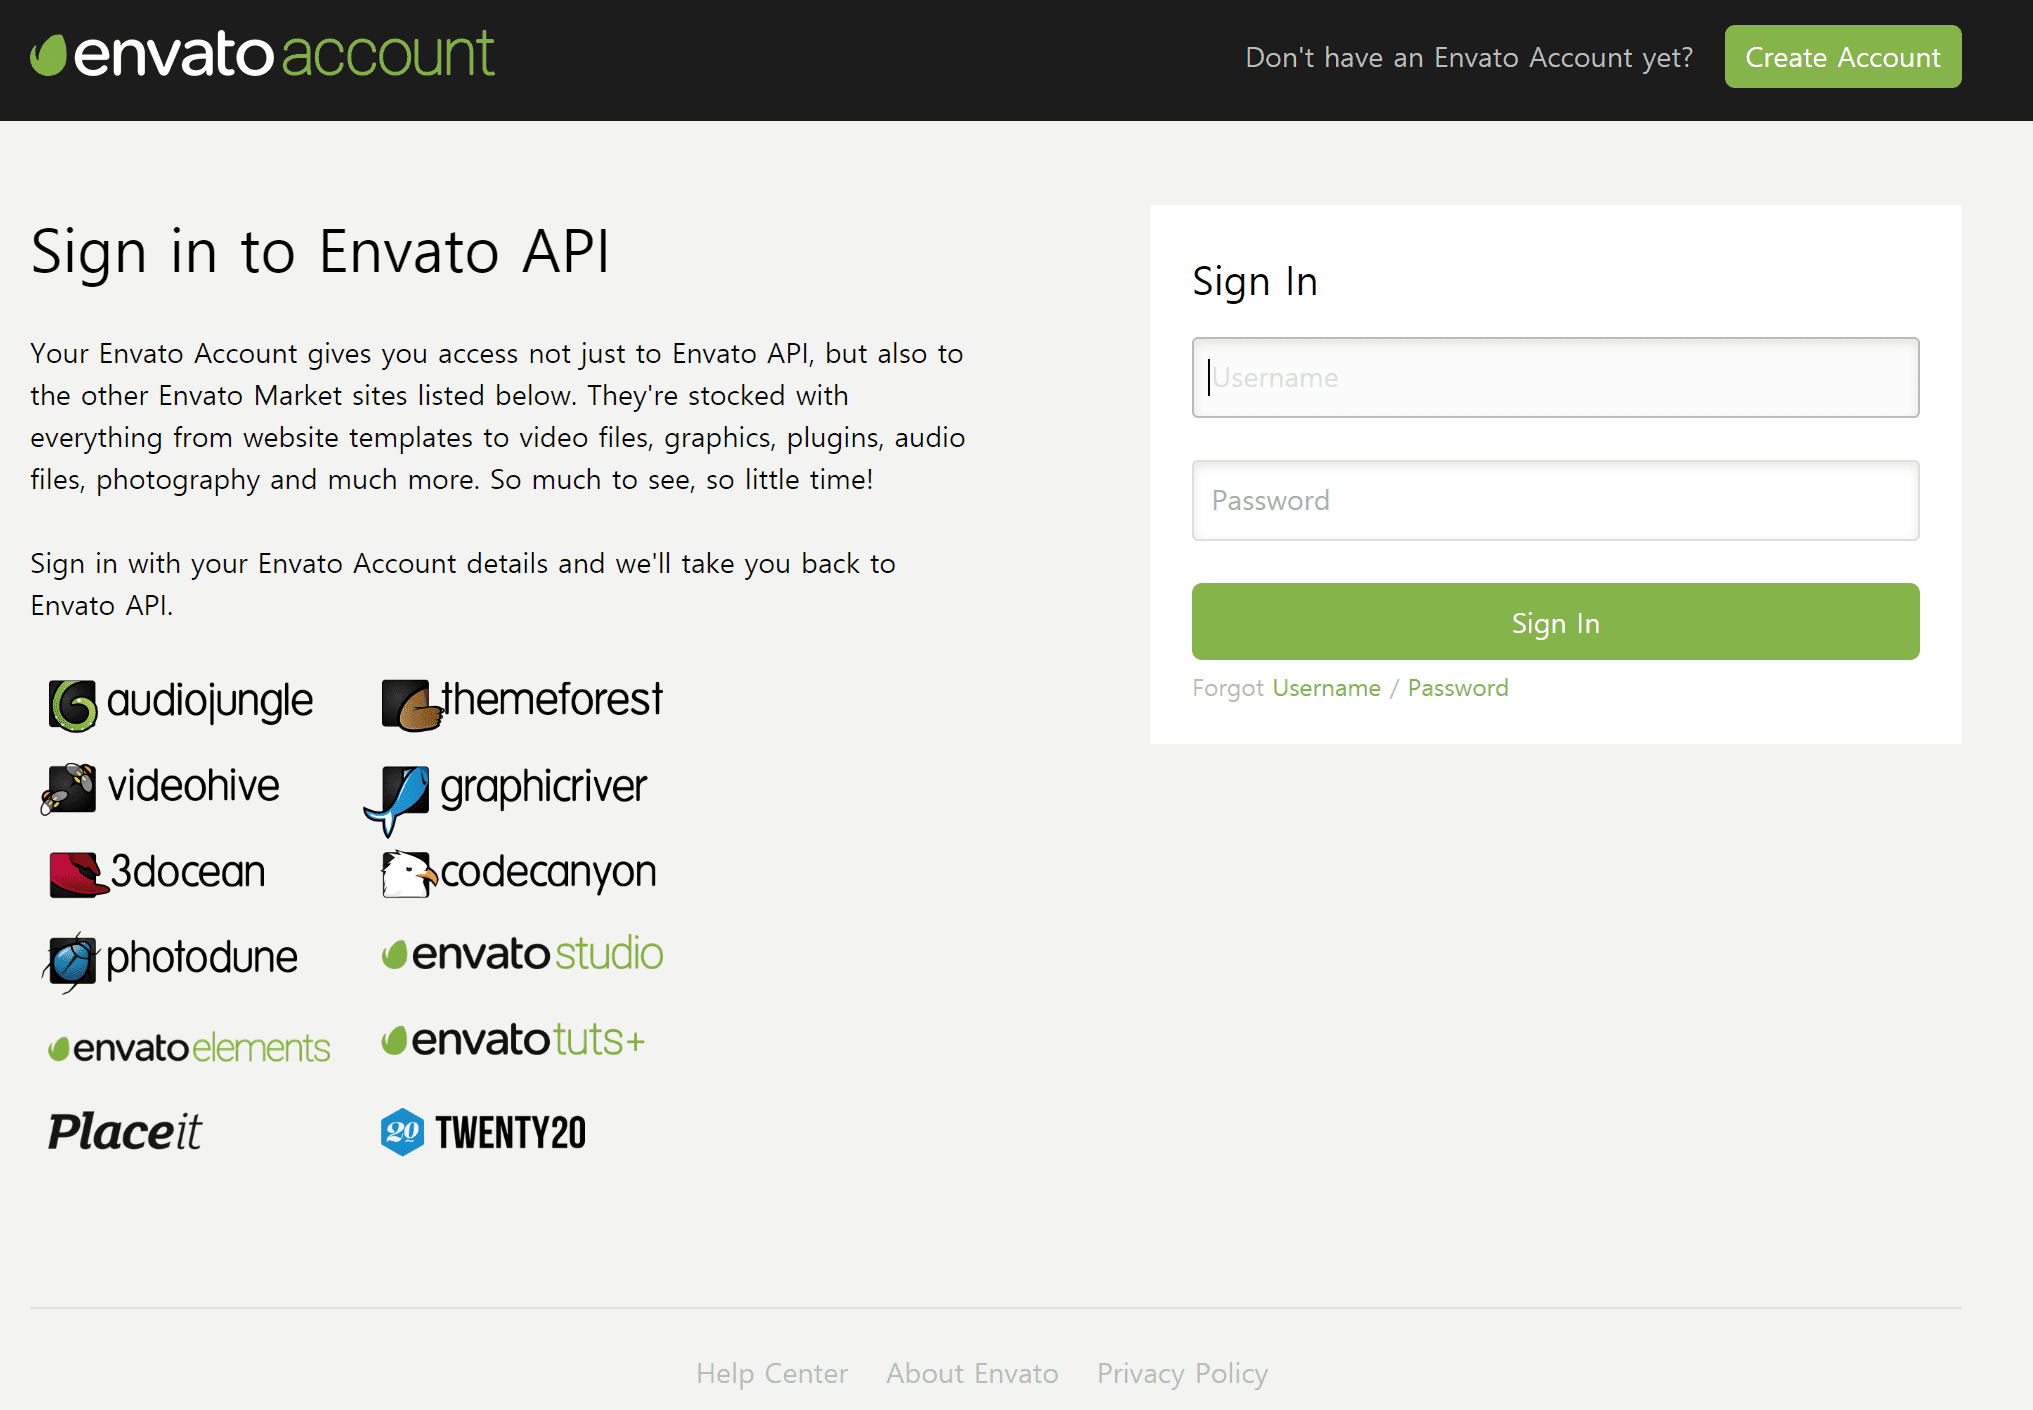 envato account
Don't have an Envato Account yet?
Create Account
Sign in to Envato API
Your Envato Account gives you access not just to Envato API, but also to
the other Envato Market sites listed below. They're stocked with
everything from website templates to video files, graphics, plugins, audio
files, photography and much more. So much to see, so little time!
Sign in with your Envato Account details and we'll take you back to
Envato API.
audiojungle
themeforest
videohive
graphicriver
3docean
codecanyon
photodune
envato studio
envato elements
envato tuts+
Placeit
20 TWENTY20
Sign In
Username
Password
Sign In
Forgot Username / Password
Help Center
About Envato
Privacy Policy